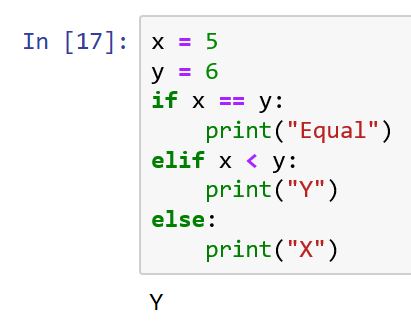 In [17]: x = 5
y = 6
if x == y:
    print("Equal")
elif x < y:
    print("Y")
else:
    print("X")
Y